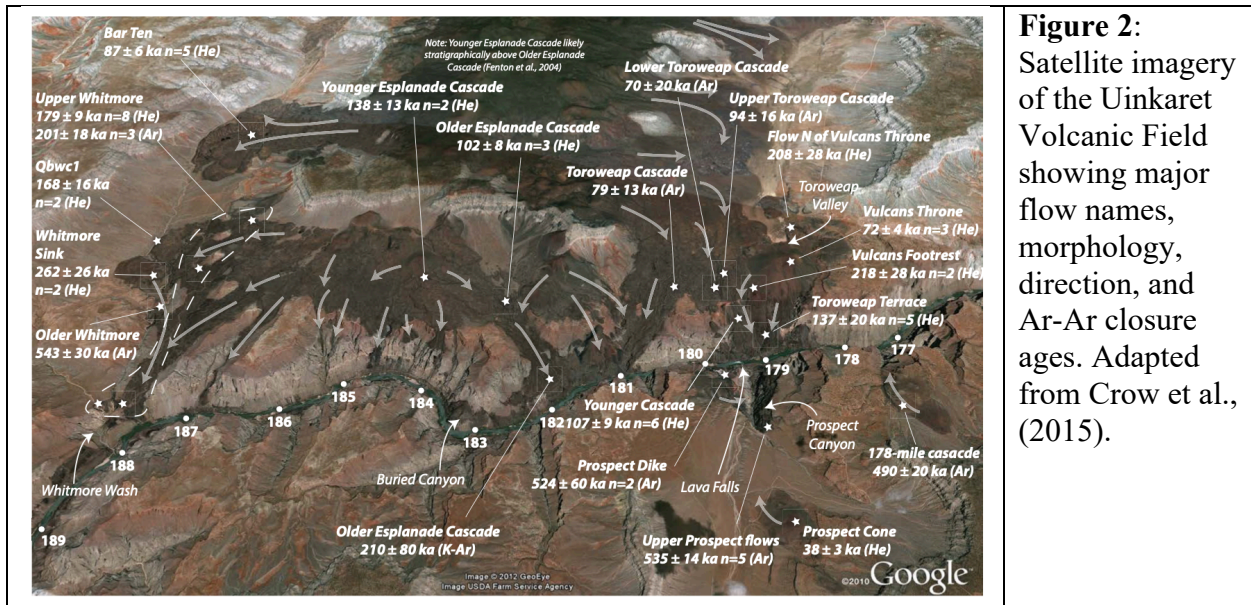 Bar Ten
87 ± 6 ka n=5 (He)
Note: Younger Esplanade Cascade likely
stratigraphically above Older Esplanade
Cascade (Fenton et al., 2004)
Younger Esplanade Cascade
138 ± 13 ka n=2 (He)
Lower Toroweap Cascade
70 ± 20 ka (Ar)
Upper Toroweap Cascade
94 ± 16 ka (Ar)
Upper Whitmore
179 ± 9 ka n=8 (He)
201 ± 18 ka n=3 (Ar)
Older Esplanade Cascade
102 ± 8 ka n=3 (He)
Flow N of Vulcans Throne
208 ± 28 ka (He)
Qbwc1
168 ± 16 ka
n=2 (He)
Toroweap Cascade
79 ± 13 ka (Ar)
Toroweap
Valley
Vulcans Throne
72 ± 4 ka n=3 (He)
Whitmore
Sink
262 ± 26 ka
n=2 (He)
Vulcans Footrest
218 ± 28 ka n=2 (He)
Toroweap Terrace
137 ± 20 ka n=5 (He)
Older Whitmore
543 ± 30 ka (Ar)
180
179
178
177
181
182
183
184
185
186
187
188
189
Younger Cascade
107 ± 9 ka n=6 (He)
Prospect
Canyon
178-mile casacde
490 ± 20 ka (Ar)
Prospect Dike
524 ± 60 ka n=2 (Ar)
Lava Falls
Whitmore Wash
Buried Canyon
Older Esplanade Cascade
210 ± 80 ka (K-Ar)
Upper Prospect flows
535 ± 14 ka n=5 (Ar)
Prospect Cone
38 ± 3 ka (He)
Image © 2012 GeoEye
Image USDA Farm Service Agency
©2010 Google
Figure 2:
Satellite imagery
of the Uinkaret
Volcanic Field
showing major
flow names,
morphology,
direction, and
Ar-Ar closure
ages. Adapted
from Crow et al.,
(2015).